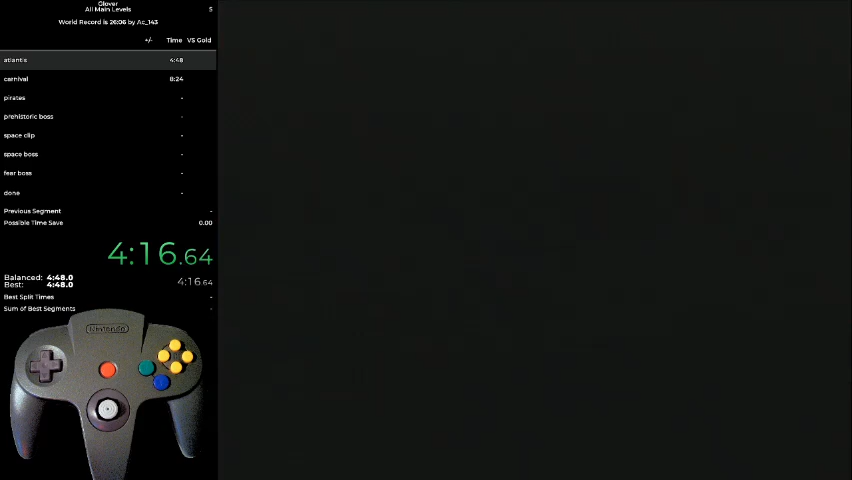 Glover
All Main Levels 5
World Record is 26:06 by Ac_143
+/- Time VS Gold
atlantis 4:48
carnival 8:24
pirates -
prehistoric boss -
space clip -
space boss -
fear boss -
done -
Previous Segment -
Possible Time Save 0.00
4:16.64
Balanced: 4:48.0
Best: 4:48.0
4:16.64
Best Split Times -
Sum of Best Segments -
Nintendo